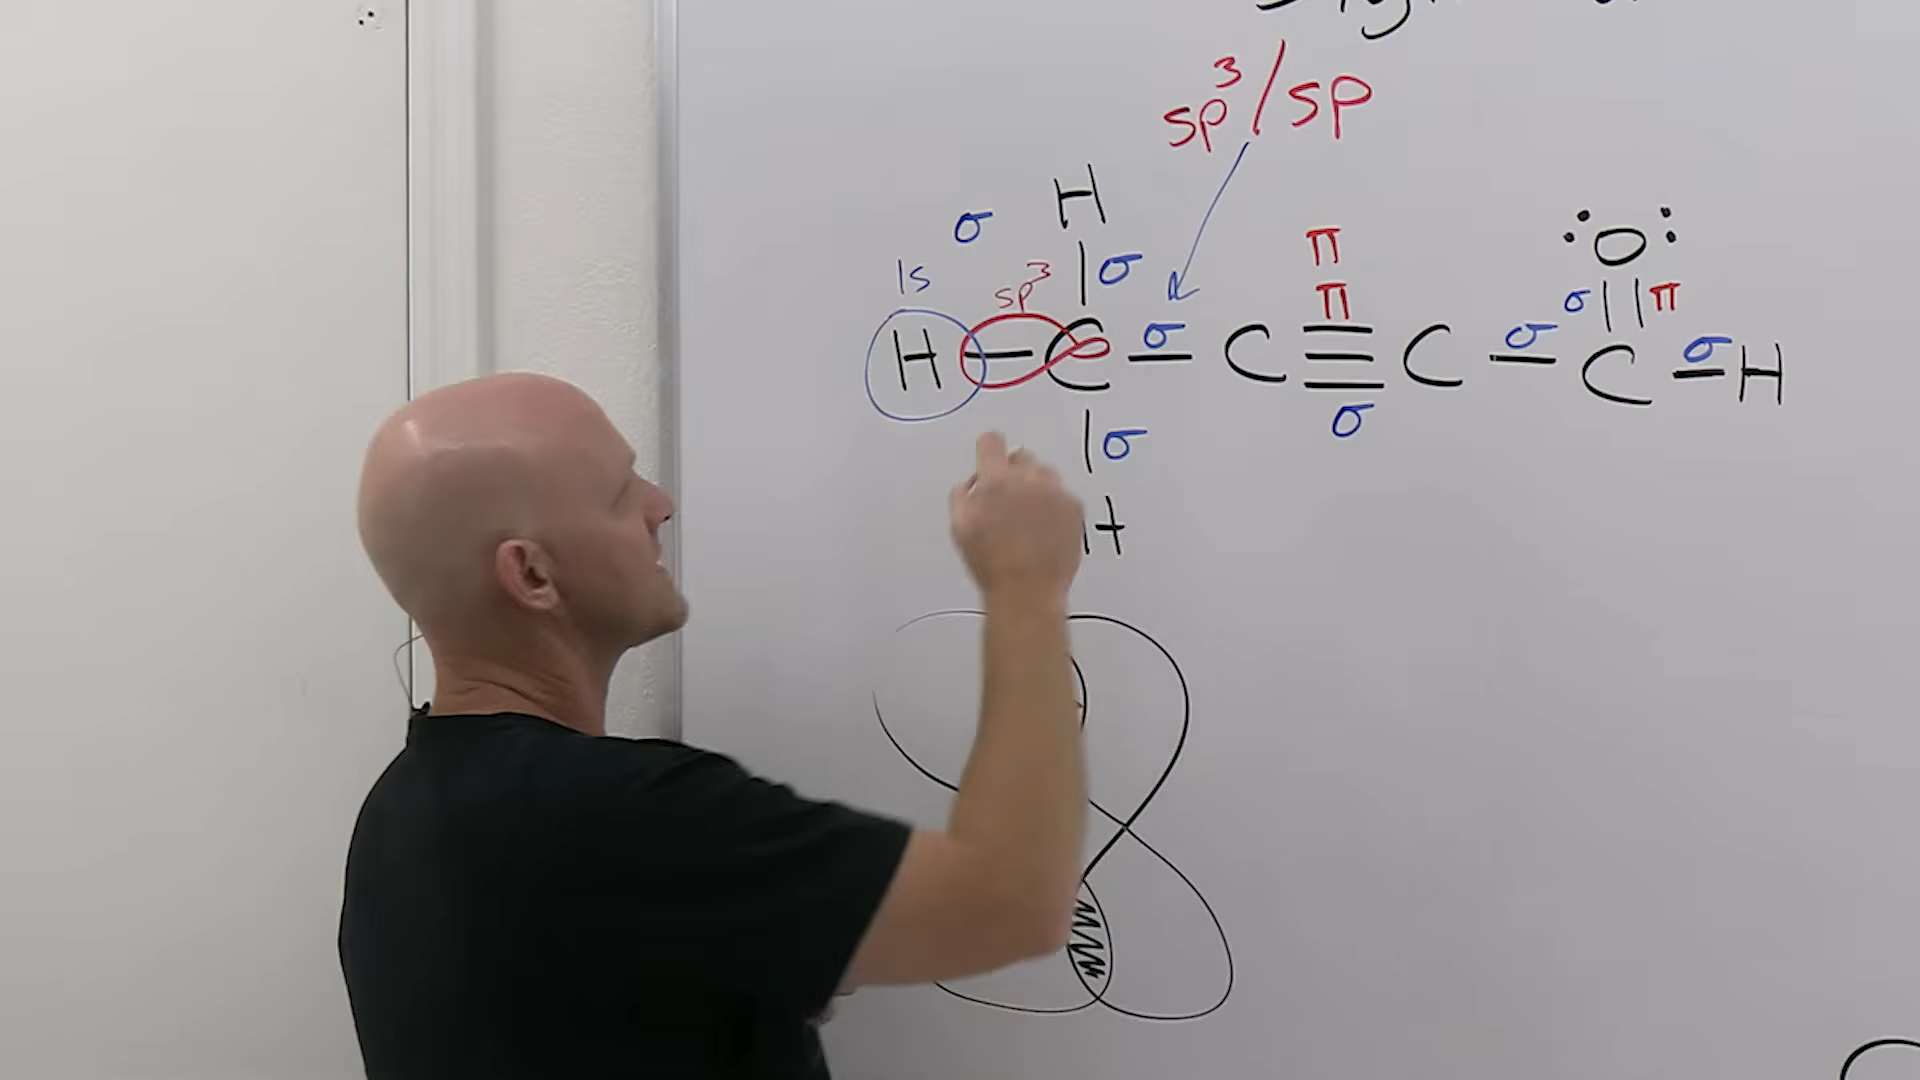 sp³/sp
σ H
1s sp³ | σ π :O:
π σ || π
H — C — σ C ≡ C — σ C — σ H
| σ σ
H